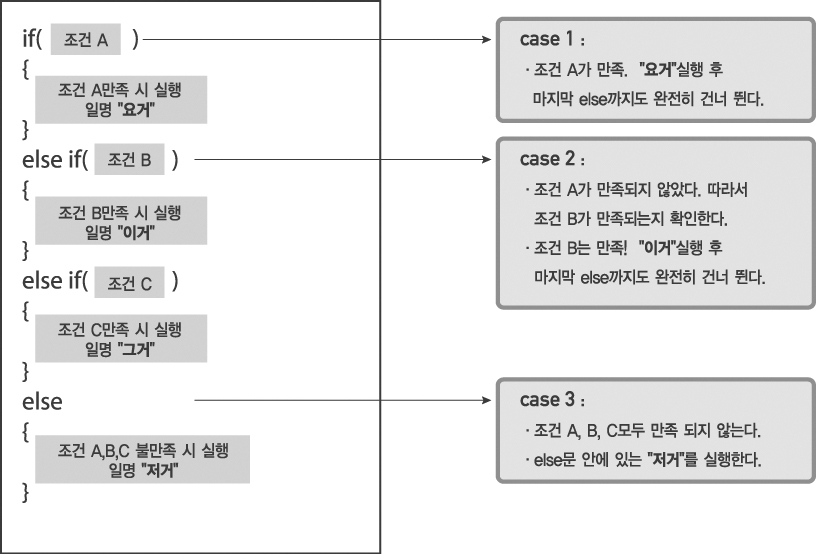 if( 조건 A )
{
조건 A만족 시 실행
일명 "요거"
}
else if( 조건 B )
{
조건 B만족 시 실행
일명 "이거"
}
else if( 조건 C )
{
조건 C만족 시 실행
일명 "그거"
}
else
{
조건 A,B,C 불만족 시 실행
일명 "저거"
}
case 1 :
· 조건 A가 만족. "요거"실행 후
마지막 else까지도 완전히 건너 뛴다.
case 2 :
· 조건 A가 만족되지 않았다. 따라서
조건 B가 만족되는지 확인한다.
· 조건 B는 만족! "이거"실행 후
마지막 else까지도 완전히 건너 뛴다.
case 3 :
· 조건 A, B, C모두 만족 되지 않는다.
· else문 안에 있는 "저거"를 실행한다.